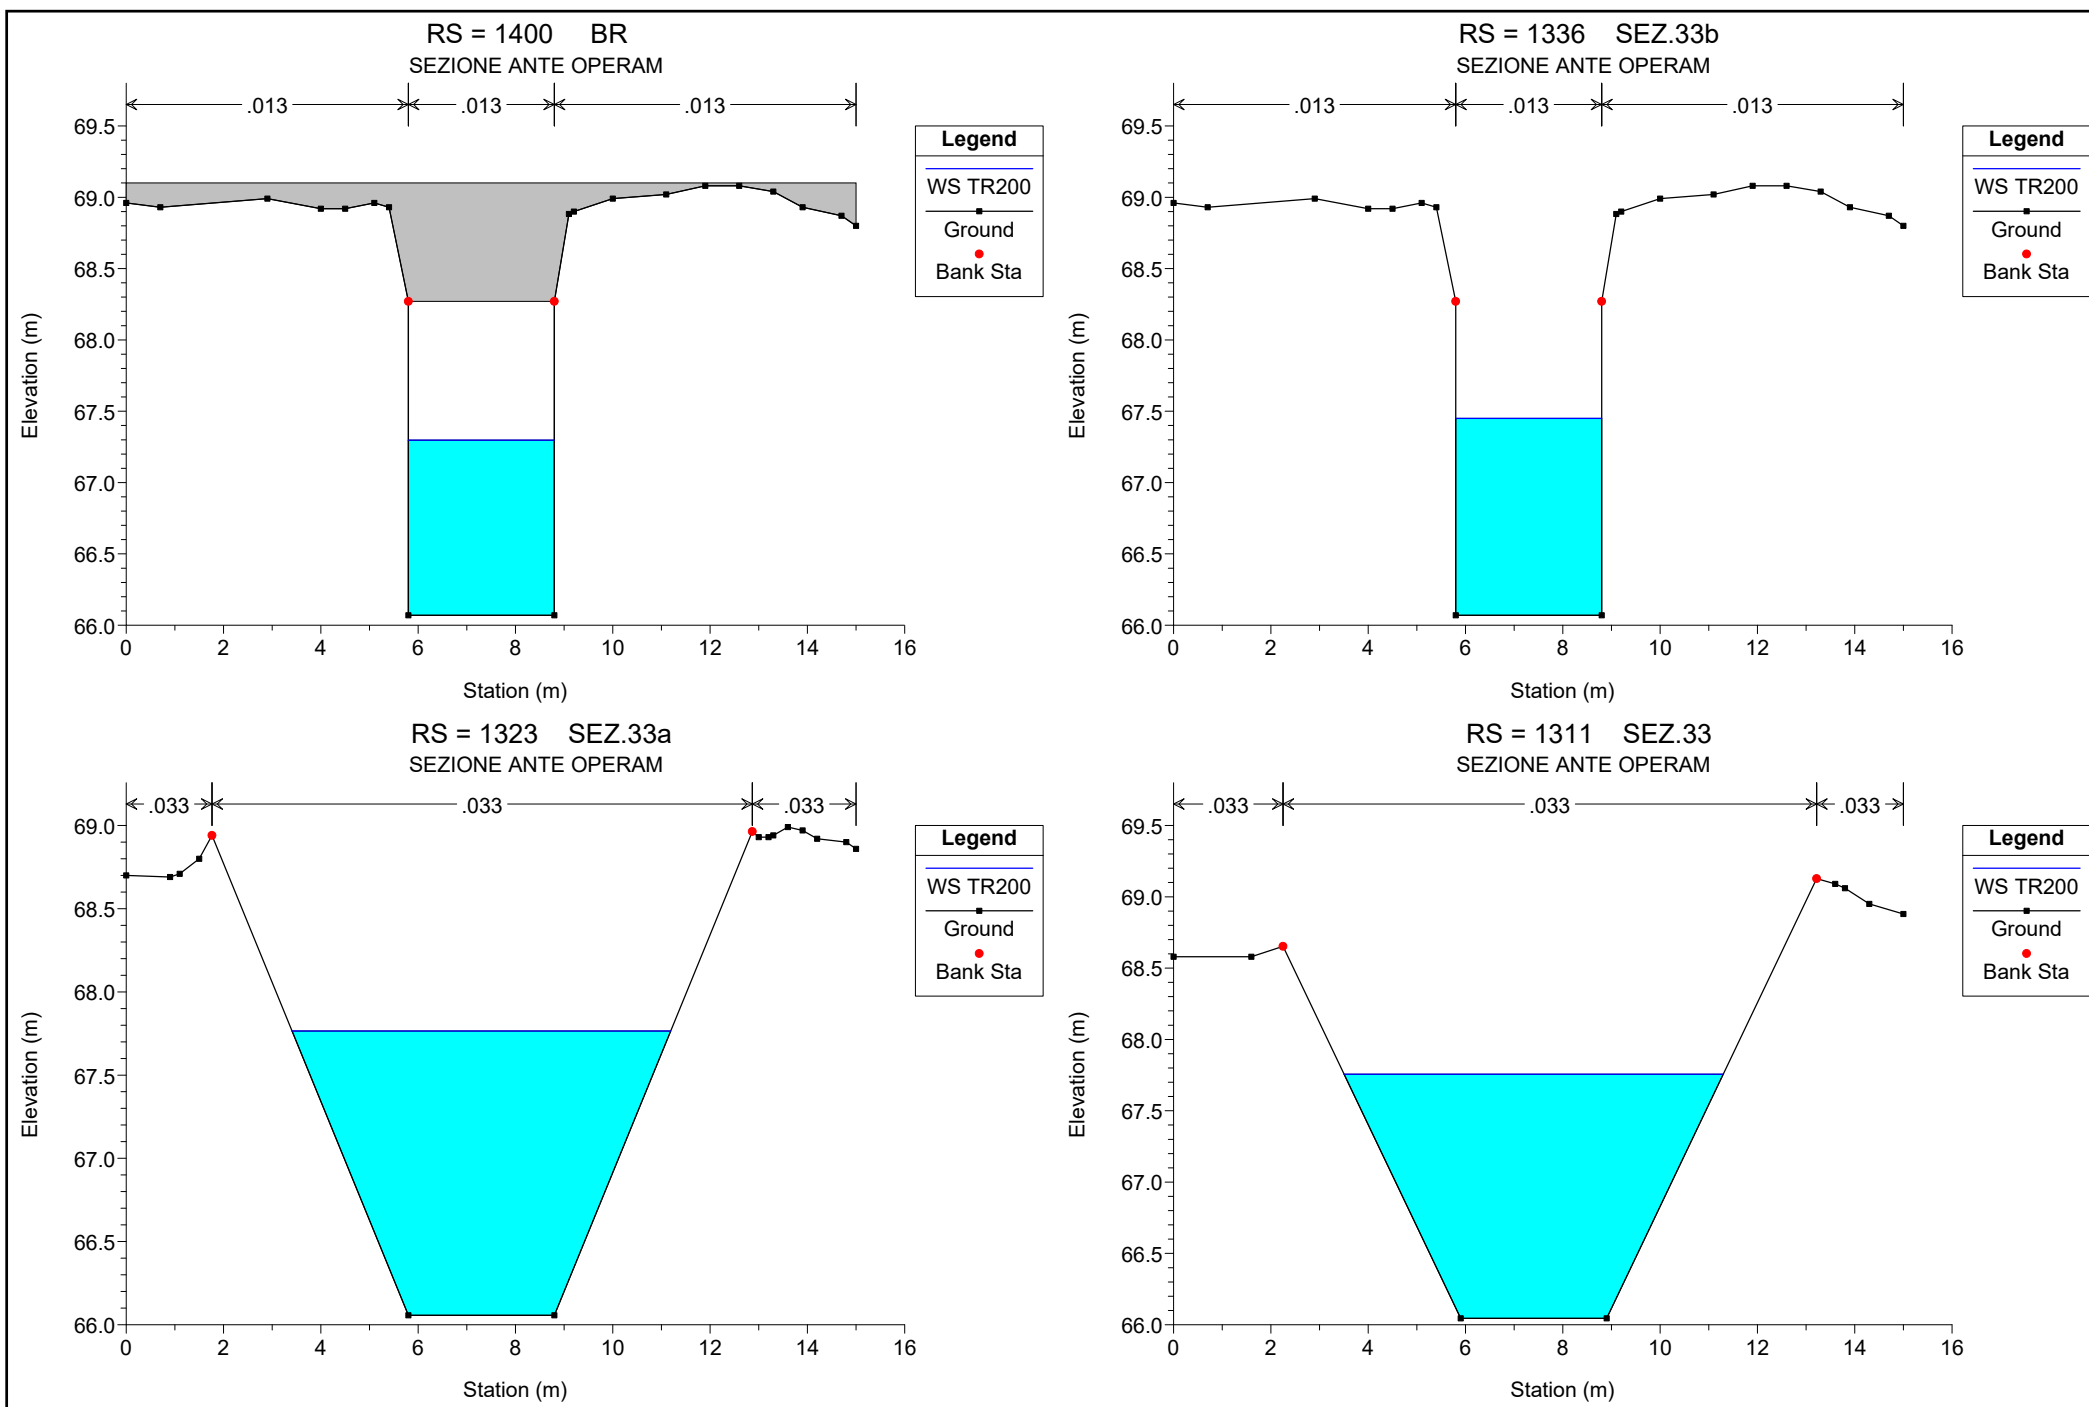 RS = 1400 BR
SEZIONE ANTE OPERAM
.013 .013 .013
69.5
69.0
68.5
68.0
67.5
67.0
66.5
66.0
0 2 4 6 8 10 12 14 16
Elevation (m)
Station (m)
Legend
WS TR200
Ground
Bank Sta
RS = 1336 SEZ.33b
SEZIONE ANTE OPERAM
.013 .013 .013
69.5
69.0
68.5
68.0
67.5
67.0
66.5
66.0
0 2 4 6 8 10 12 14 16
Elevation (m)
Station (m)
Legend
WS TR200
Ground
Bank Sta
RS = 1323 SEZ.33a
SEZIONE ANTE OPERAM
.033 .033 .033
69.0
68.5
68.0
67.5
67.0
66.5
66.0
0 2 4 6 8 10 12 14 16
Elevation (m)
Station (m)
Legend
WS TR200
Ground
Bank Sta
RS = 1311 SEZ.33
SEZIONE ANTE OPERAM
.033 .033 .033
69.5
69.0
68.5
68.0
67.5
67.0
66.5
66.0
0 2 4 6 8 10 12 14 16
Elevation (m)
Station (m)
Legend
WS TR200
Ground
Bank Sta